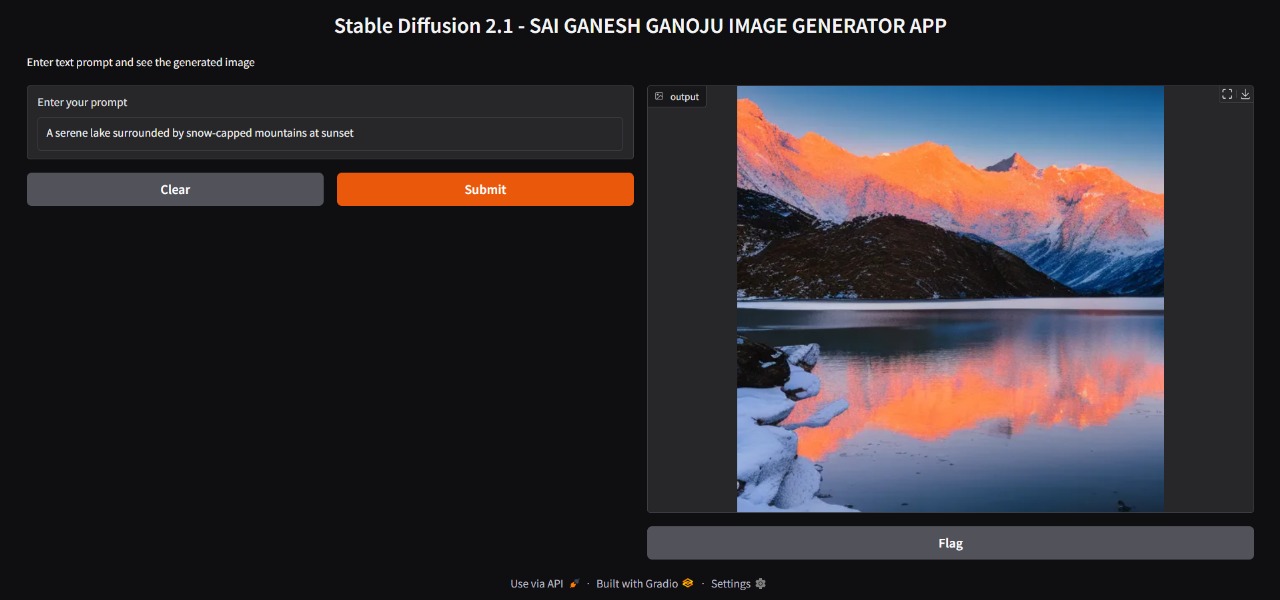 Stable Diffusion 2.1 - SAI GANESH GANOJU IMAGE GENERATOR APP
Enter text prompt and see the generated image
Enter your prompt
A serene lake surrounded by snow-capped mountains at sunset
Clear
Submit
output
Flag
Use via API · Built with Gradio · Settings